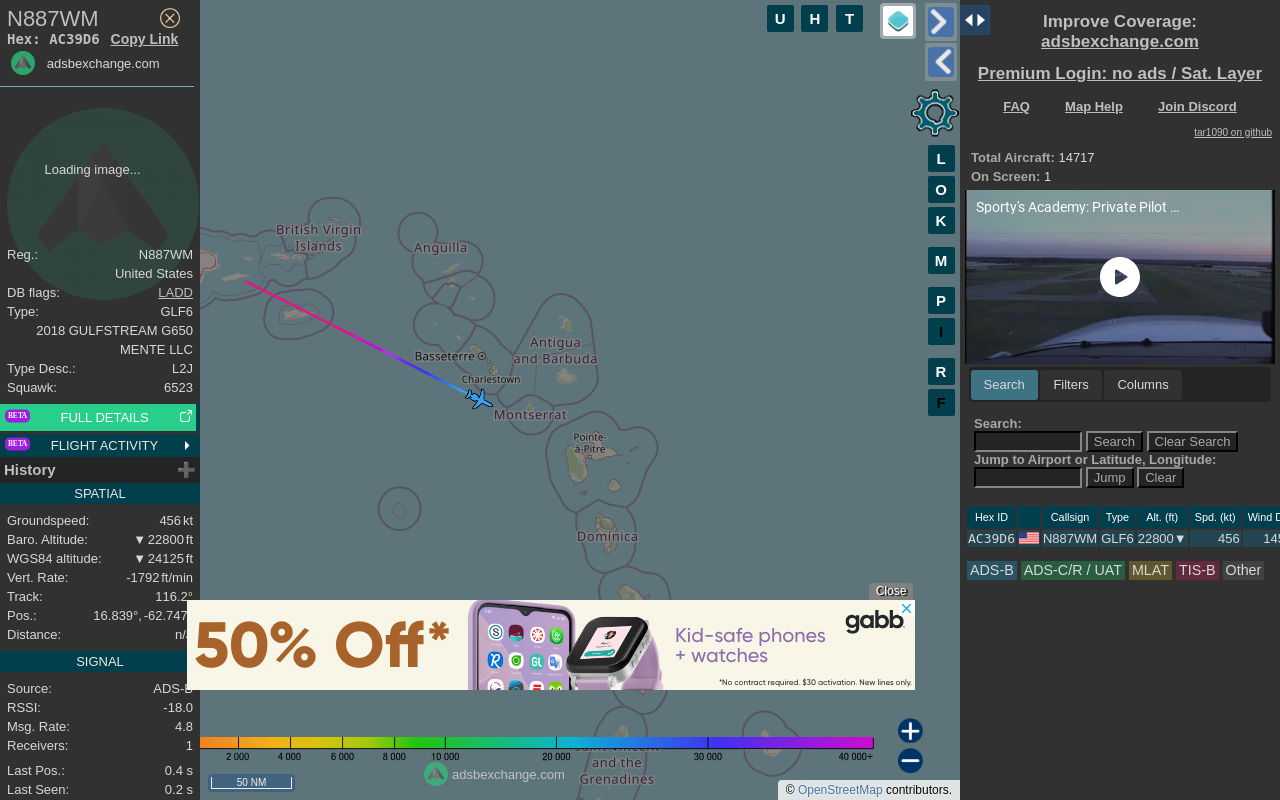 N887WM
Hex: AC39D6 Copy Link
adsbexchange.com
Loading image...
Reg.: N887WM
United States
DB flags: LADD
Type: GLF6
2018 GULFSTREAM G650
MENTE LLC
Type Desc.: L2J
Squawk: 6523
BETA FULL DETAILS
BETA FLIGHT ACTIVITY
History
SPATIAL
Groundspeed: 456 kt
Baro. Altitude: ▼ 22800 ft
WGS84 altitude: ▼ 24125 ft
Vert. Rate: -1792 ft/min
Track: 116.2°
Pos.: 16.839°, -62.747
Distance: n/
SIGNAL
Source: ADS-B
RSSI: -18.0
Msg. Rate: 4.8
Receivers: 1
Last Pos.: 0.4 s
Last Seen: 0.2 s
U H T
L
O
K
M
P
I
R
F
British Virgin
Islands
Anguilla
Basseterre
Charlestown
Antigua
and Barbuda
Montserrat
Pointe-
à-Pitre
Dominica
Close
50% Off*
Kid-safe phones
+ watches
gabb
*No contract required. $30 activation. New lines only.
2 000 4 000 6 000 8 000 10 000 20 000 30 000 40 000+
and the
Grenadines
adsbexchange.com
50 NM
© OpenStreetMap contributors.
Improve Coverage:
adsbexchange.com
Premium Login: no ads / Sat. Layer
FAQ Map Help Join Discord
tar1090 on github
Total Aircraft: 14717
On Screen: 1
Sporty's Academy: Private Pilot …
Search Filters Columns
Search:
Search Clear Search
Jump to Airport or Latitude, Longitude:
Jump Clear
Hex ID Callsign Type Alt. (ft) Spd. (kt) Wind D
AC39D6 N887WM GLF6 22800▼ 456 145
ADS-B ADS-C/R / UAT MLAT TIS-B Other